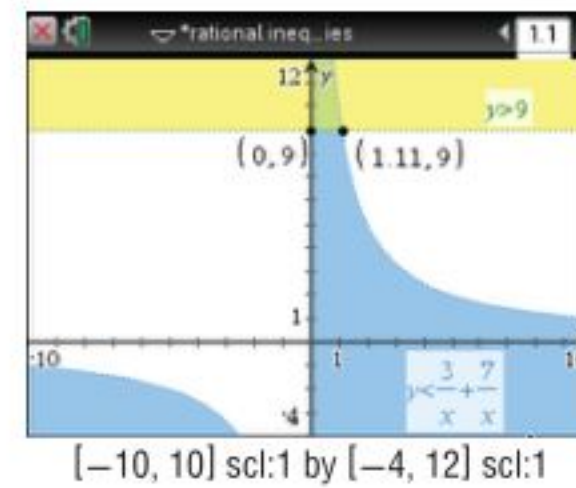 *rational ineq…ies 1.1
12 y
y>9
(0,9) (1.11,9)
1
-10 1 1
y<3/x+7/x
-4
[−10, 10] scl:1 by [−4, 12] scl:1